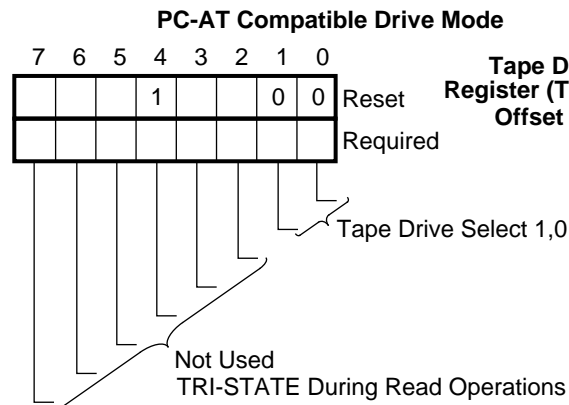 PC-AT Compatible Drive Mode
7 6 5 4 3 2 1 0
Tape D
1 0 0 Reset
Register (T
Offset
Required
Tape Drive Select 1,0
Not Used
TRI-STATE During Read Operations